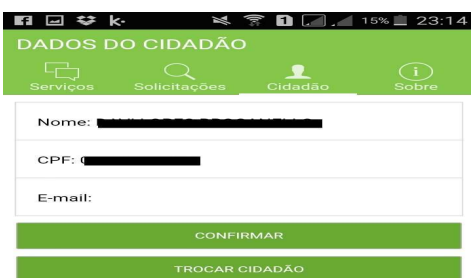 15% 23:14
DADOS DO CIDADÃO
Serviços Solicitações Cidadão Sobre
Nome:
CPF:
E-mail:
CONFIRMAR
TROCAR CIDADÃO